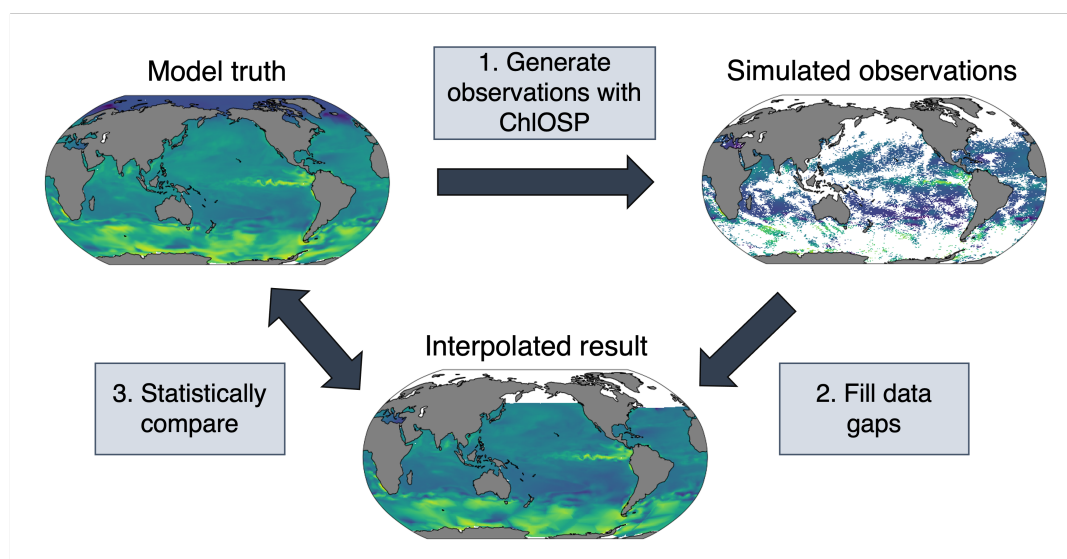 Model truth
1. Generate
observations with
ChlOSP
Simulated observations
Interpolated result
3. Statistically
compare
2. Fill data
gaps